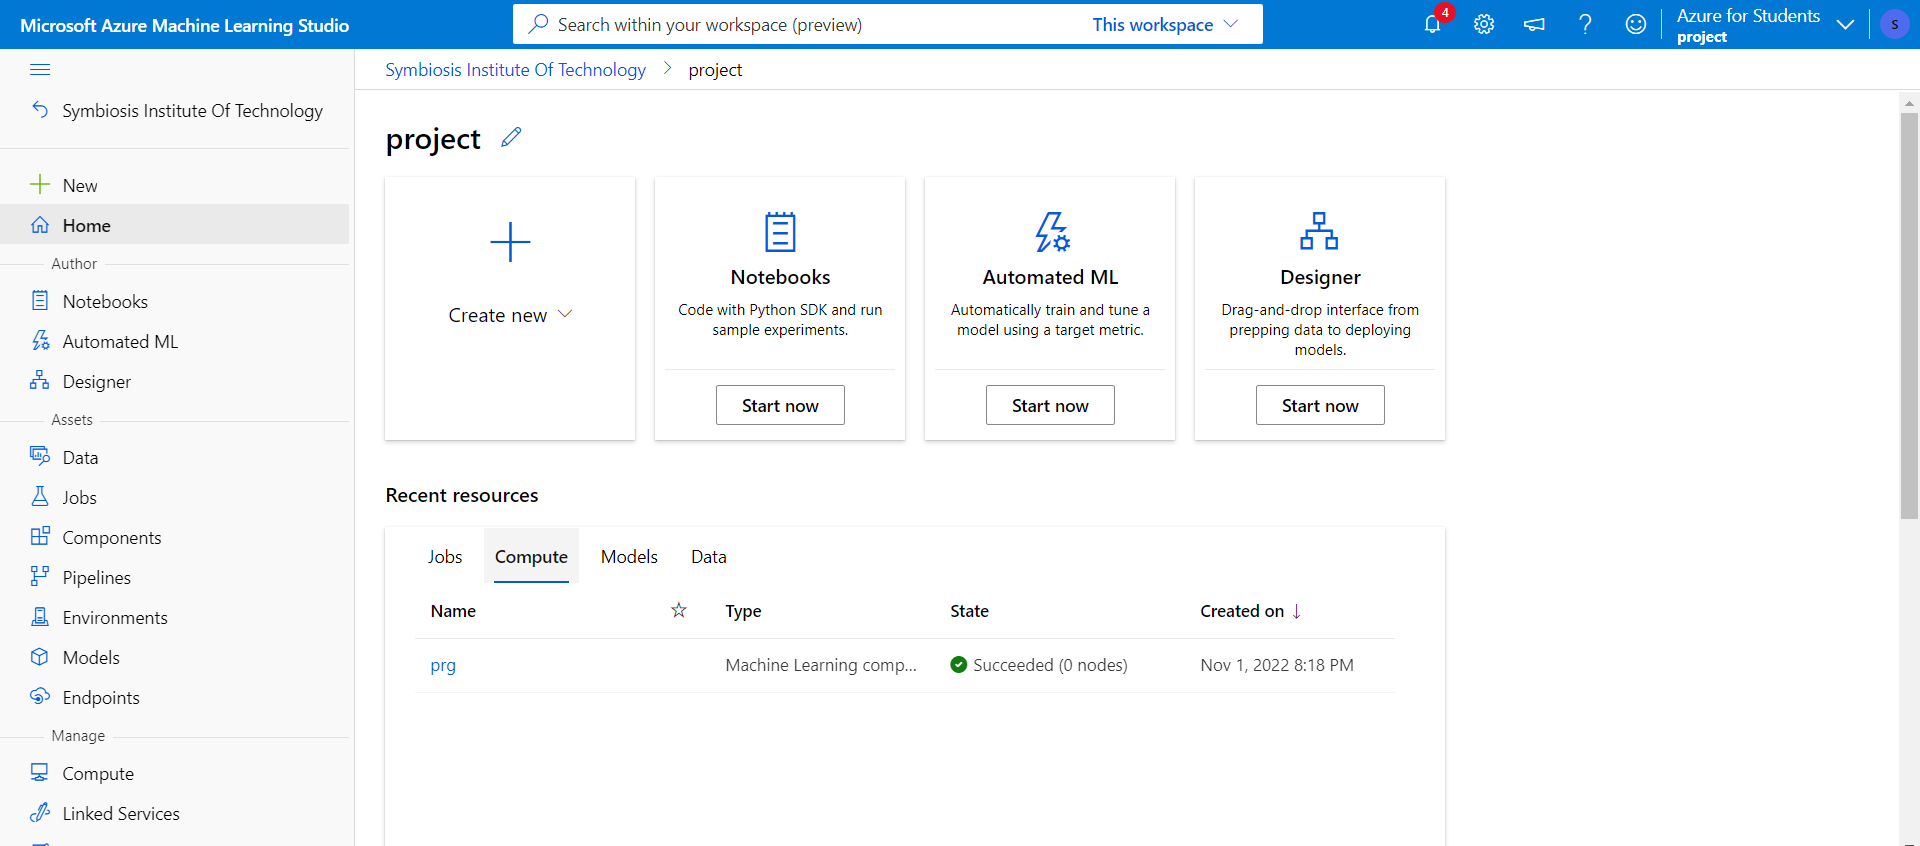 Microsoft Azure Machine Learning Studio
Search within your workspace (preview)
This workspace
4
Azure for Students
project
S
Symbiosis Institute Of Technology
New
Home
Author
Notebooks
Automated ML
Designer
Assets
Data
Jobs
Components
Pipelines
Environments
Models
Endpoints
Manage
Compute
Linked Services
Symbiosis Institute Of Technology > project
project
Create new
Notebooks
Code with Python SDK and run
sample experiments.
Start now
Automated ML
Automatically train and tune a
model using a target metric.
Start now
Designer
Drag-and-drop interface from
prepping data to deploying
models.
Start now
Recent resources
Jobs Compute Models Data
Name Type State Created on ↓
prg Machine Learning comp... Succeeded (0 nodes) Nov 1, 2022 8:18 PM